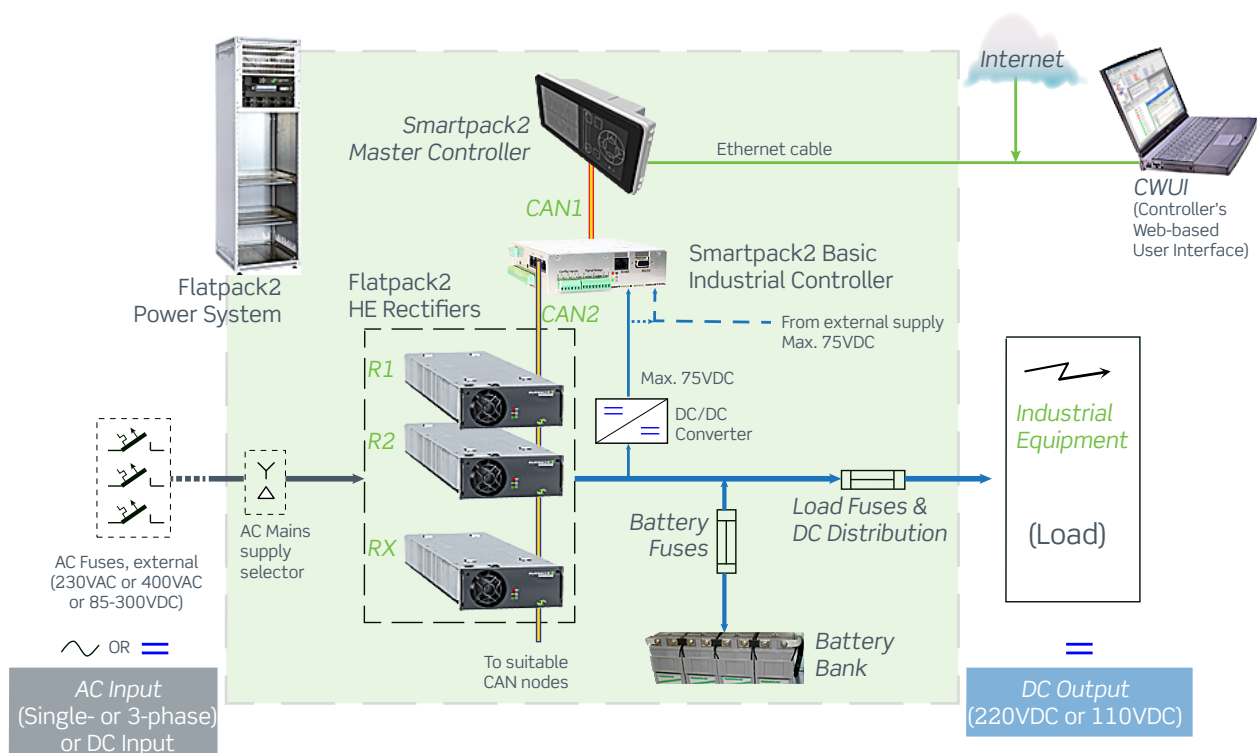 Internet
Smartpack2
Master Controller
Ethernet cable
CWUI
(Controller's
Web-based
User Interface)
CAN1
Flatpack2
Power System
Smartpack2 Basic
Industrial Controller
Flatpack2
HE Rectifiers
CAN2
From external supply
Max. 75VDC
R1
Max. 75VDC
DC/DC
Converter
Industrial
Equipment
R2
Load Fuses &
DC Distribution
Battery
Fuses
(Load)
AC Mains
supply
selector
RX
AC Fuses, external
(230VAC or 400VAC
or 85-300VDC)
OR
To suitable
CAN nodes
Battery
Bank
AC Input
(Single- or 3-phase)
or DC Input
DC Output
(220VDC or 110VDC)